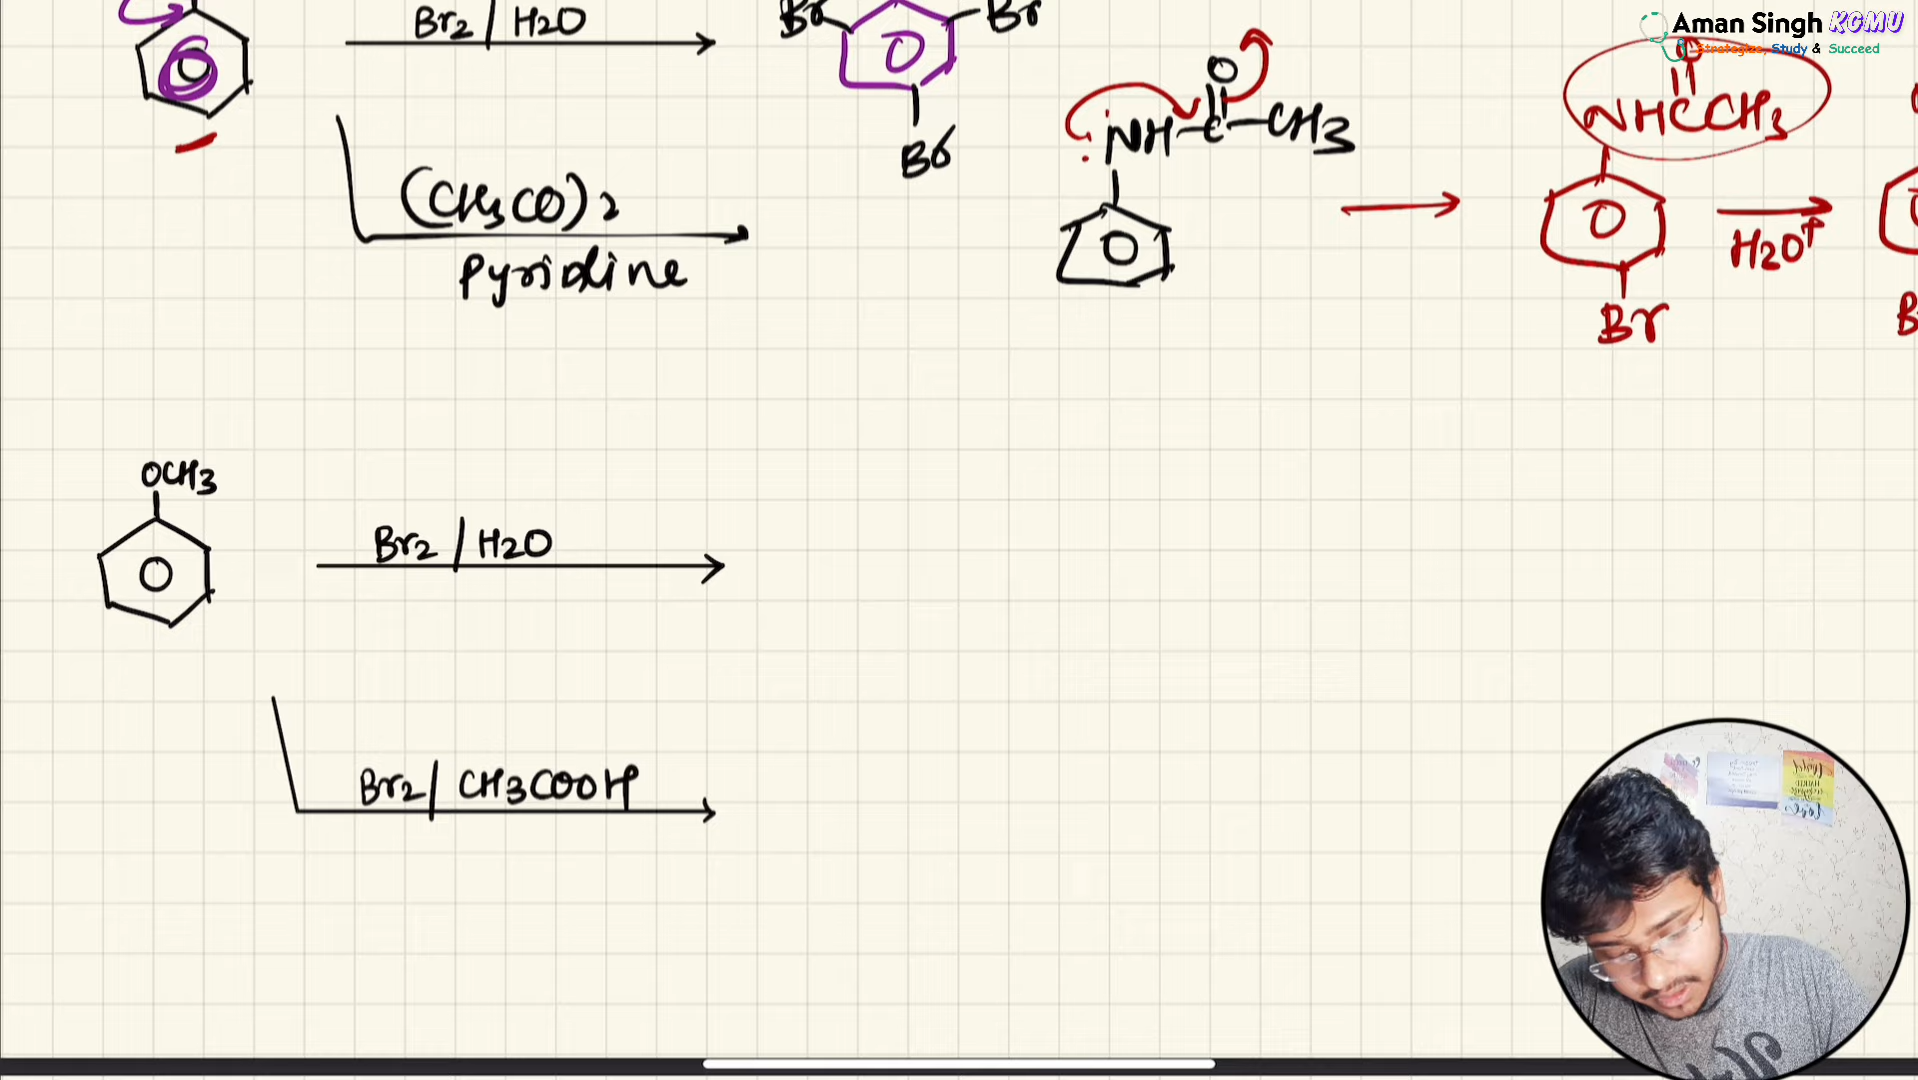 Aman Singh KGMU
Strategize, Study & Succeed
Br2 / H2O
Br
Br
Br
O
NH-C-CH3
O
NHCCH3
(CH3CO)2
Pyridine
H2O+
Br
B
OCH3
Br2 / H2O
Br2 / CH3COOH